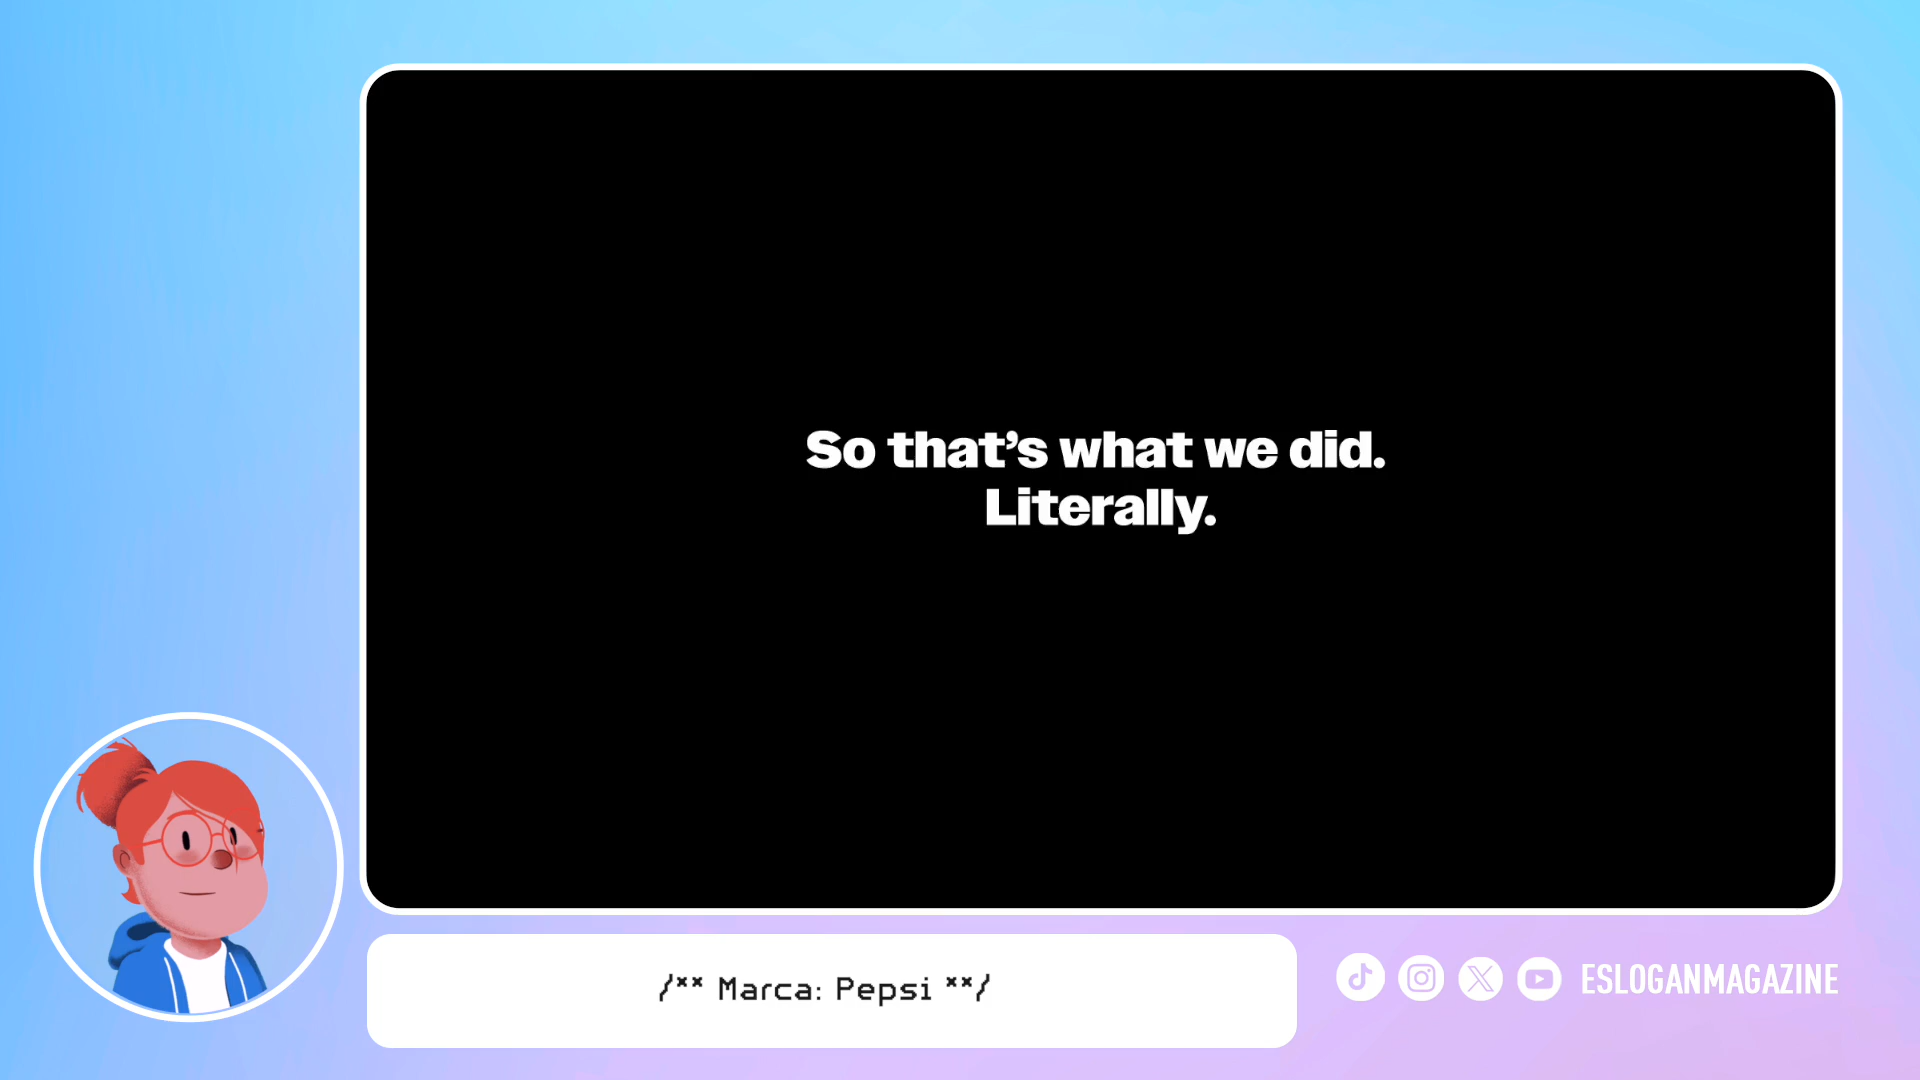 So that’s what we did.
Literally.
/** Marca: Pepsi **/
ESLOGANMAGAZINE